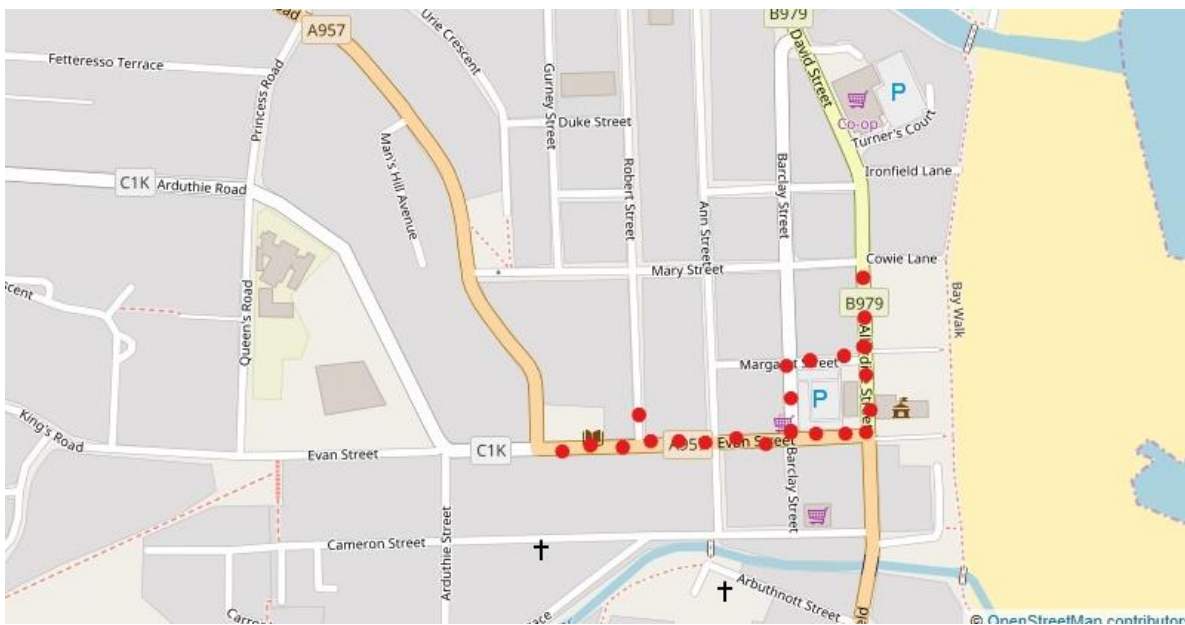 Road
A957
B979
Urie Crescent
David Street
Fetteresso Terrace
Princess Road
Gurney Street
P
Co-op
Duke Street
Turner's Court
Man's Hill Avenue
Robert Street
Barclay Street
Ironfield Lane
C1K
Arduthie Road
Ann Street
Cowie Lane
Mary Street
B979
Bay Walk
Queen's Road
Margaret Street
P
King's Road
Evan Street
C1K
Evan Street
Barclay Street
Cameron Street
Arduthie Street
Arbuthnott Street
© OpenStreetMap contributor